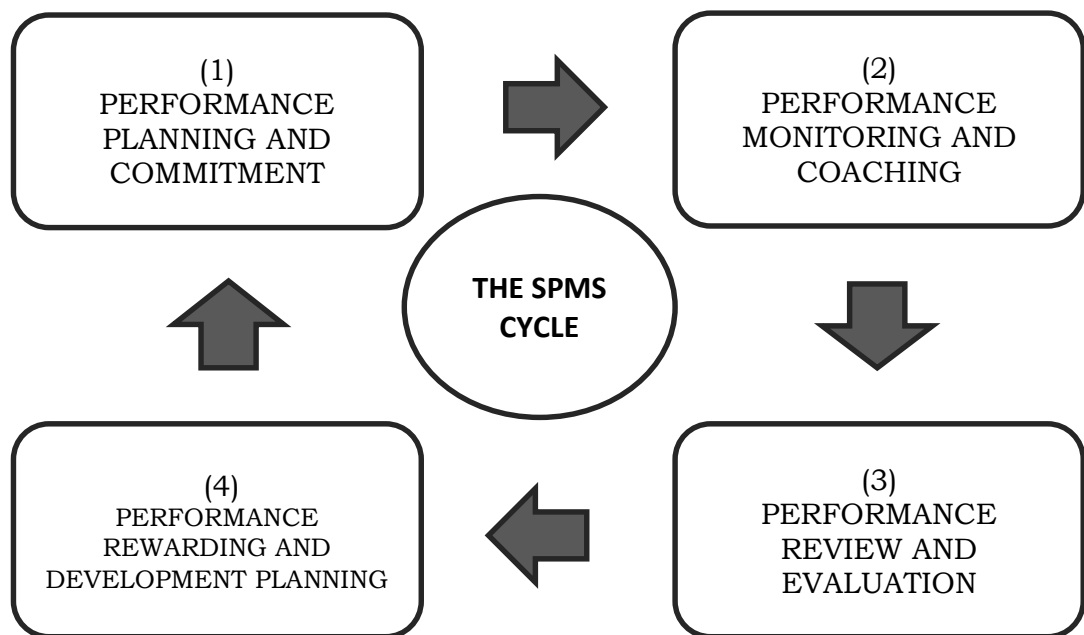 (1)
PERFORMANCE
PLANNING AND
COMMITMENT
(2)
PERFORMANCE
MONITORING AND
COACHING
THE SPMS
CYCLE
(4)
PERFORMANCE
REWARDING AND
DEVELOPMENT PLANNING
(3)
PERFORMANCE
REVIEW AND
EVALUATION